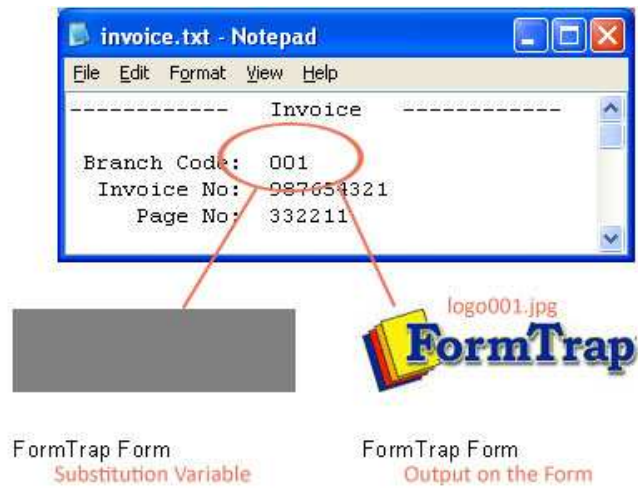 invoice.txt - Notepad
File Edit Format View Help
------------ Invoice ------------
Branch Code: 001
Invoice No: 987654321
Page No: 332211
logo001.jpg
FormTrap
FormTrap Form
Substitution Variable
FormTrap Form
Output on the Form